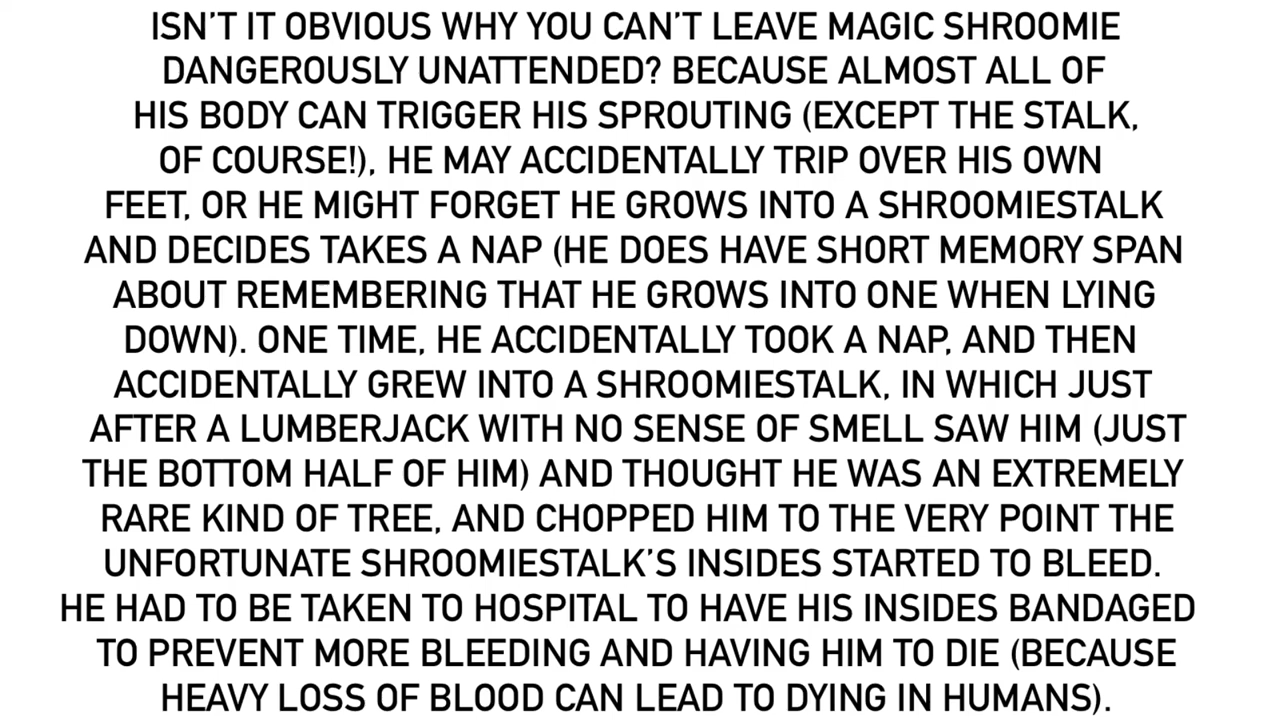 ISN'T IT OBVIOUS WHY YOU CAN'T LEAVE MAGIC SHROOMIE
DANGEROUSLY UNATTENDED? BECAUSE ALMOST ALL OF
HIS BODY CAN TRIGGER HIS SPROUTING (EXCEPT THE STALK,
OF COURSE!), HE MAY ACCIDENTALLY TRIP OVER HIS OWN
FEET, OR HE MIGHT FORGET HE GROWS INTO A SHROOMIESTALK
AND DECIDES TAKES A NAP (HE DOES HAVE SHORT MEMORY SPAN
ABOUT REMEMBERING THAT HE GROWS INTO ONE WHEN LYING
DOWN). ONE TIME, HE ACCIDENTALLY TOOK A NAP, AND THEN
ACCIDENTALLY GREW INTO A SHROOMIESTALK, IN WHICH JUST
AFTER A LUMBERJACK WITH NO SENSE OF SMELL SAW HIM (JUST
THE BOTTOM HALF OF HIM) AND THOUGHT HE WAS AN EXTREMELY
RARE KIND OF TREE, AND CHOPPED HIM TO THE VERY POINT THE
UNFORTUNATE SHROOMIESTALK'S INSIDES STARTED TO BLEED.
HE HAD TO BE TAKEN TO HOSPITAL TO HAVE HIS INSIDES BANDAGED
TO PREVENT MORE BLEEDING AND HAVING HIM TO DIE (BECAUSE
HEAVY LOSS OF BLOOD CAN LEAD TO DYING IN HUMANS).